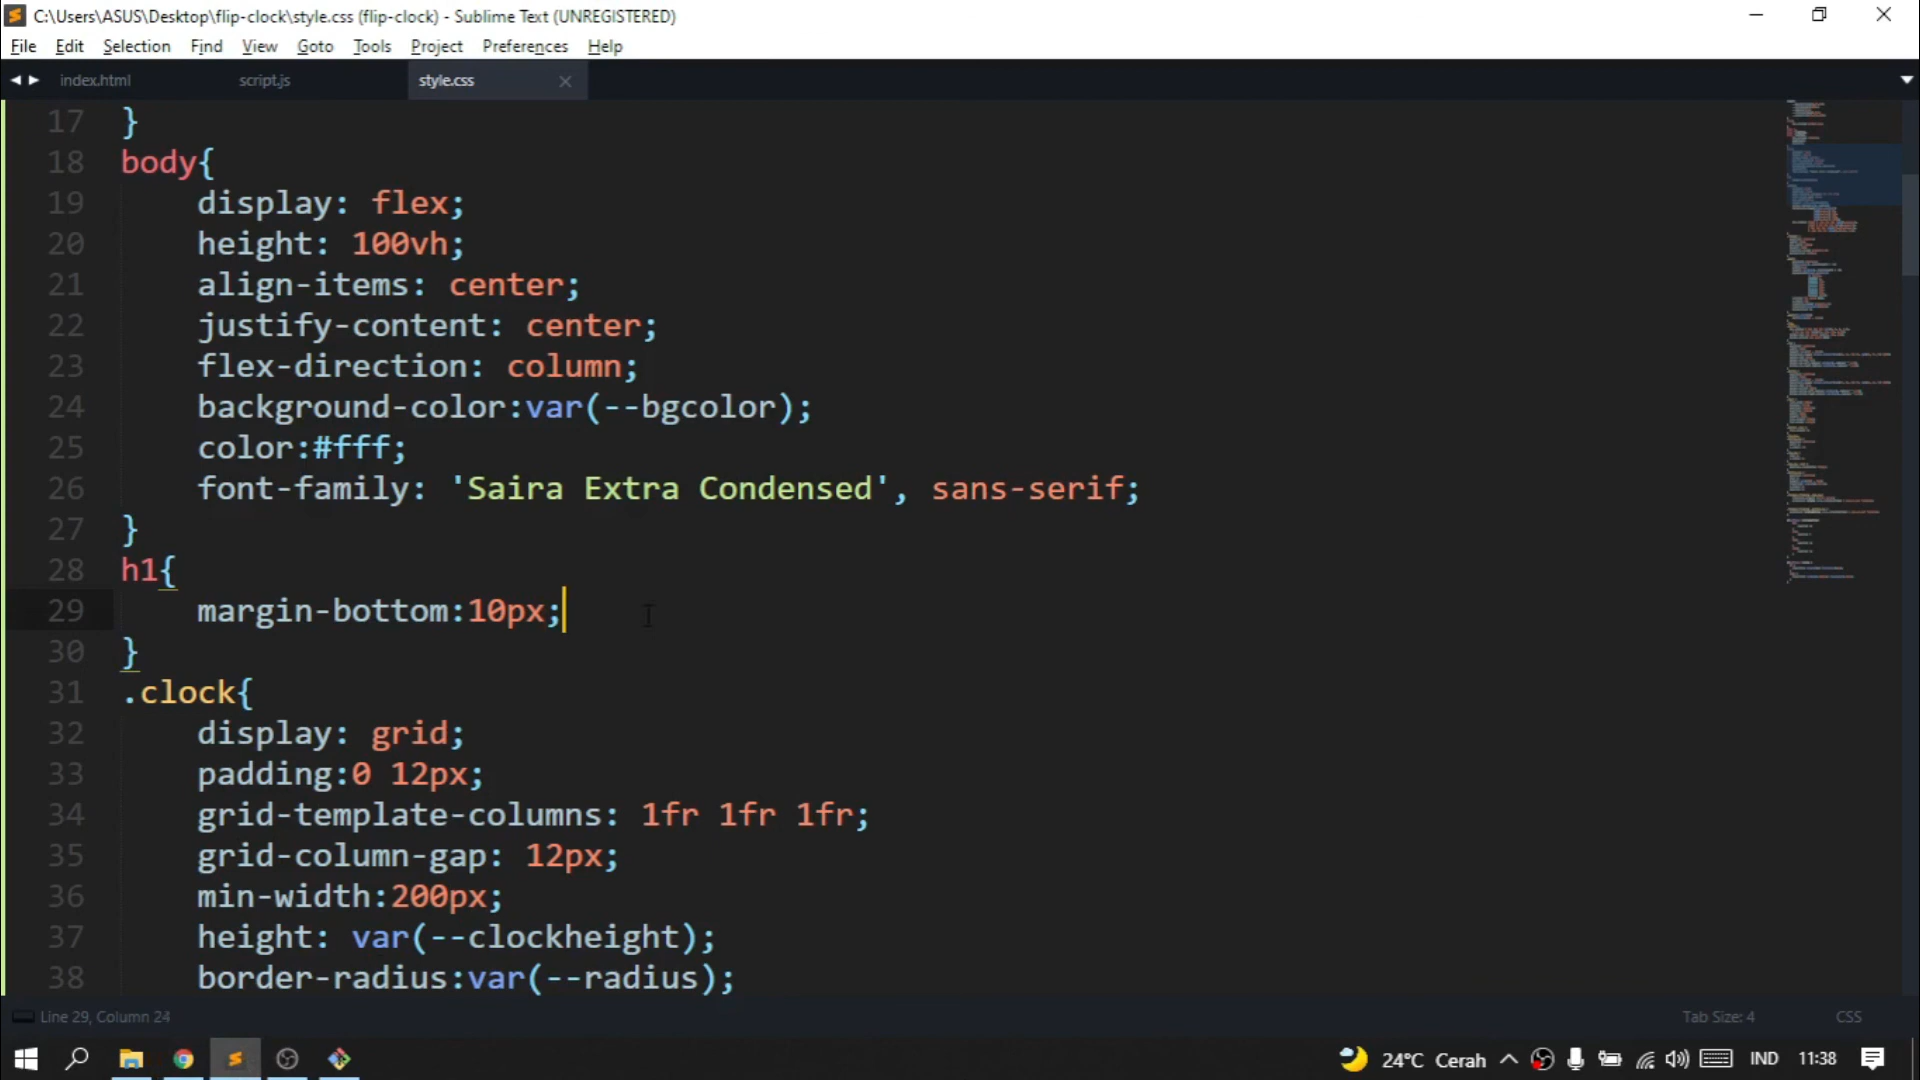 C:\Users\ASUS\Desktop\flip-clock\style.css (flip-clock) - Sublime Text (UNREGISTERED)
File Edit Selection Find View Goto Tools Project Preferences Help
index.html script.js style.css
17 }
18 body{
19 display: flex;
20 height: 100vh;
21 align-items: center;
22 justify-content: center;
23 flex-direction: column;
24 background-color:var(--bgcolor);
25 color:#fff;
26 font-family: 'Saira Extra Condensed', sans-serif;
27 }
28 h1{
29 margin-bottom:10px;
30 }
31 .clock{
32 display: grid;
33 padding:0 12px;
34 grid-template-columns: 1fr 1fr 1fr;
35 grid-column-gap: 12px;
36 min-width:200px;
37 height: var(--clockheight);
38 border-radius:var(--radius);
Line 29, Column 24 Tab Size: 4 CSS
24°C Cerah IND 11:38